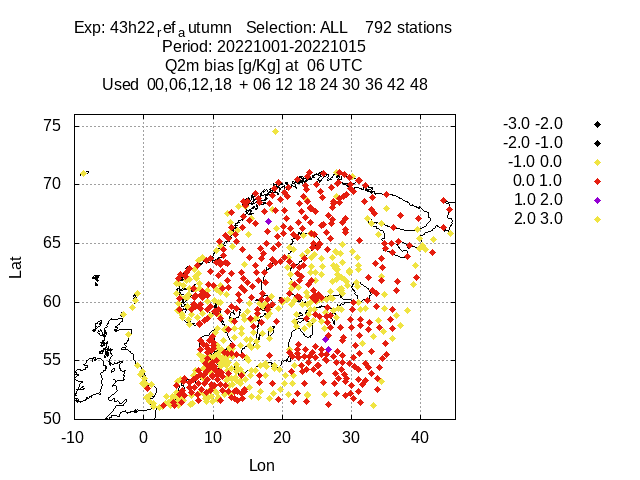 Exp: 43h22ref autumn Selection: ALL 792 stations
Period: 20221001-20221015
Q2m bias [g/Kg] at 06 UTC
Used 00,06,12,18 + 06 12 18 24 30 36 42 48
75
70
65
60
55
50
Lat
-10 0 10 20 30 40
Lon
-3.0 -2.0
-2.0 -1.0
-1.0 0.0
0.0 1.0
1.0 2.0
2.0 3.0